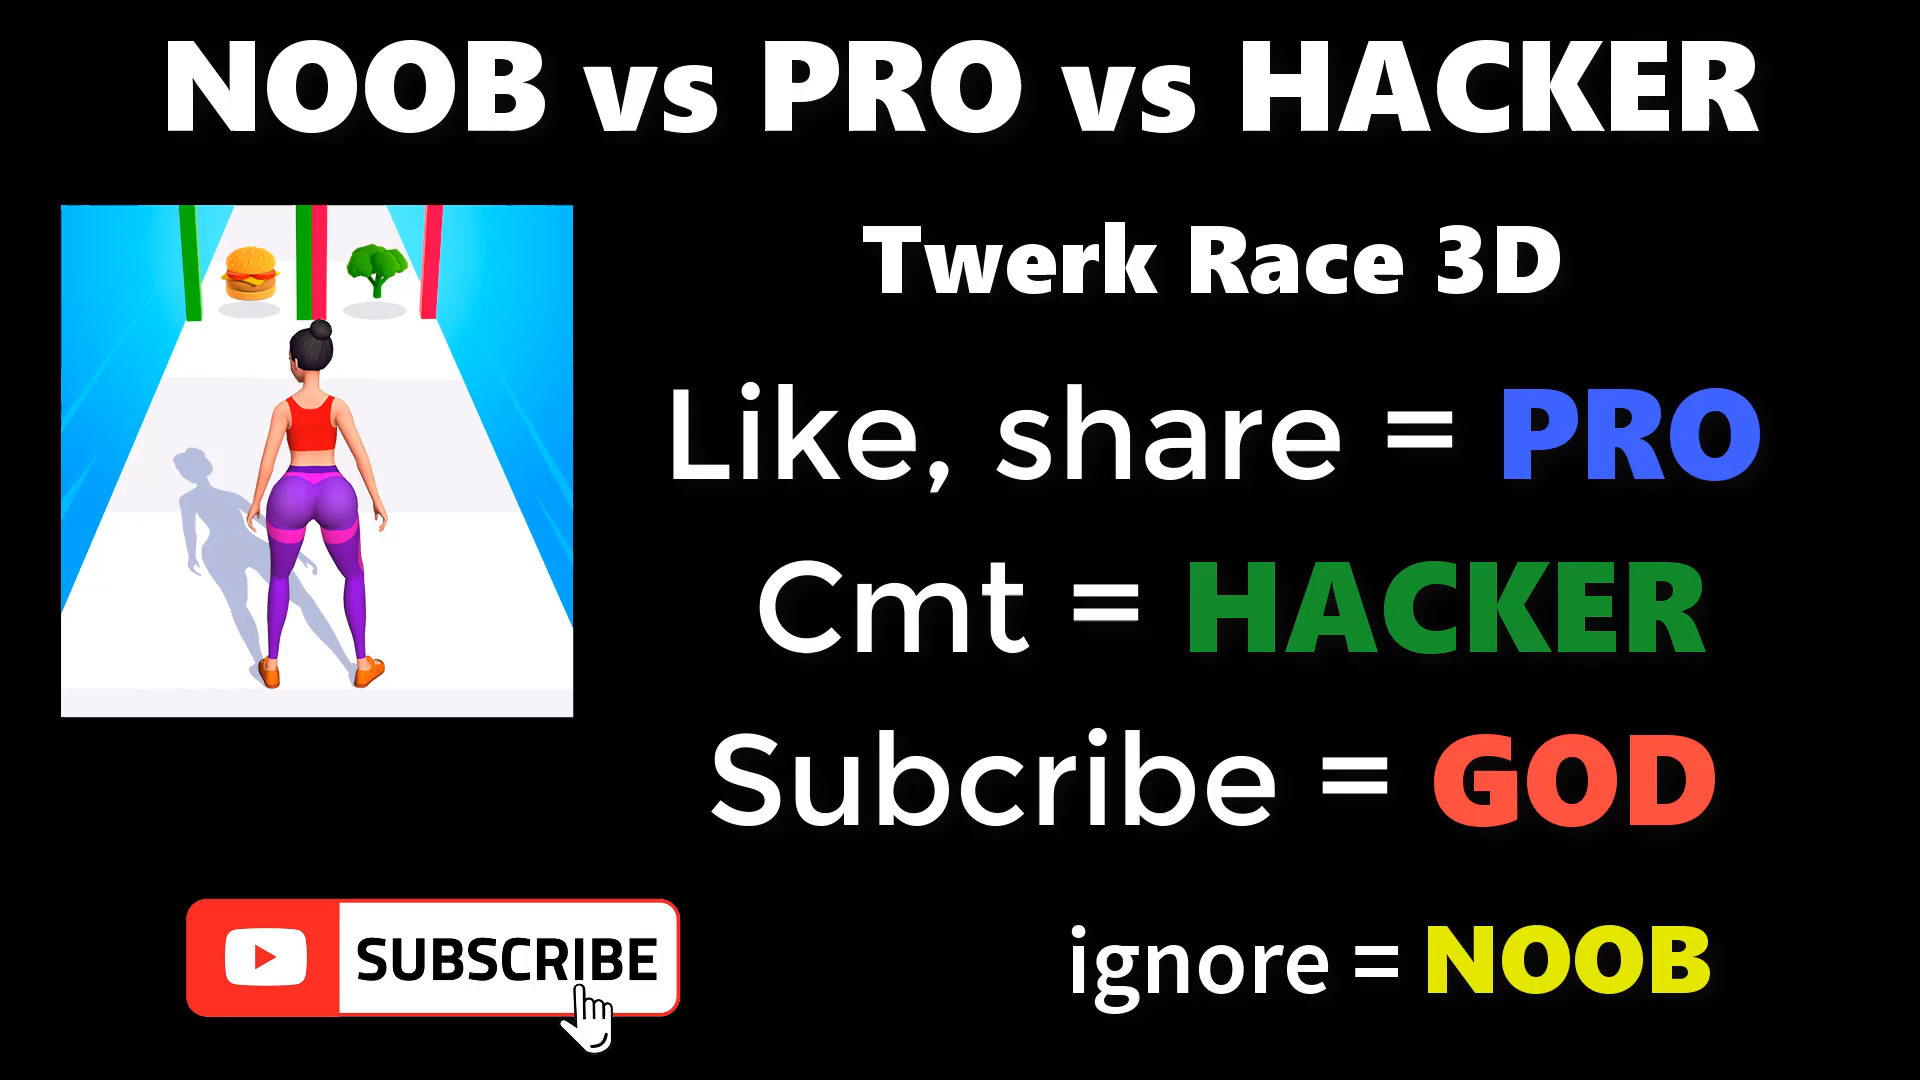 NOOB vs PRO vs HACKER
Twerk Race 3D
Like, share = PRO
Cmt = HACKER
Subcribe = GOD
SUBSCRIBE
ignore = NOOB